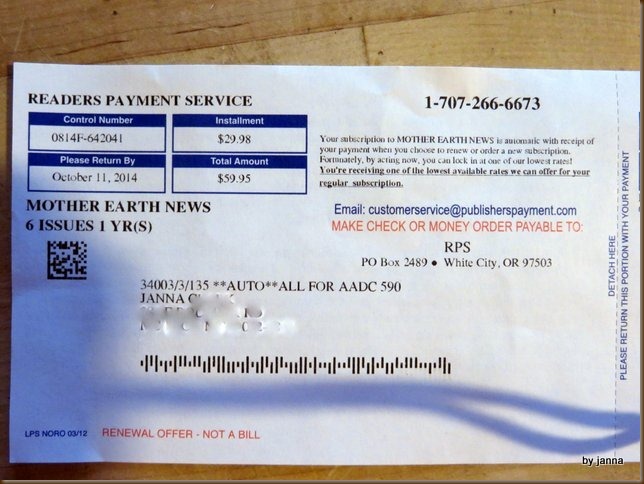 READERS PAYMENT SERVICE
1-707-266-6673
Control Number
Installment
0814F-642041
$29.98
Please Return By
Total Amount
October 11, 2014
$59.95
Your subscription to MOTHER EARTH NEWS is automatic with receipt of
your payment when you choose to renew or order a new subscription.
Fortunately, by acting now, you can lock in at one of our lowest rates!
You're receiving one of the lowest available rates we can offer for your
regular subscription.
MOTHER EARTH NEWS
6 ISSUES 1 YR(S)
Email: customerservice@publisherspayment.com
MAKE CHECK OR MONEY ORDER PAYABLE TO:
RPS
PO Box 2489 ● White City, OR 97503
34003/3/135 **AUTO**ALL FOR AADC 590
JANNA
DETACH HERE
PLEASE RETURN THIS PORTION WITH YOUR PAYMENT
LPS NORO 03/12
RENEWAL OFFER - NOT A BILL
by janna